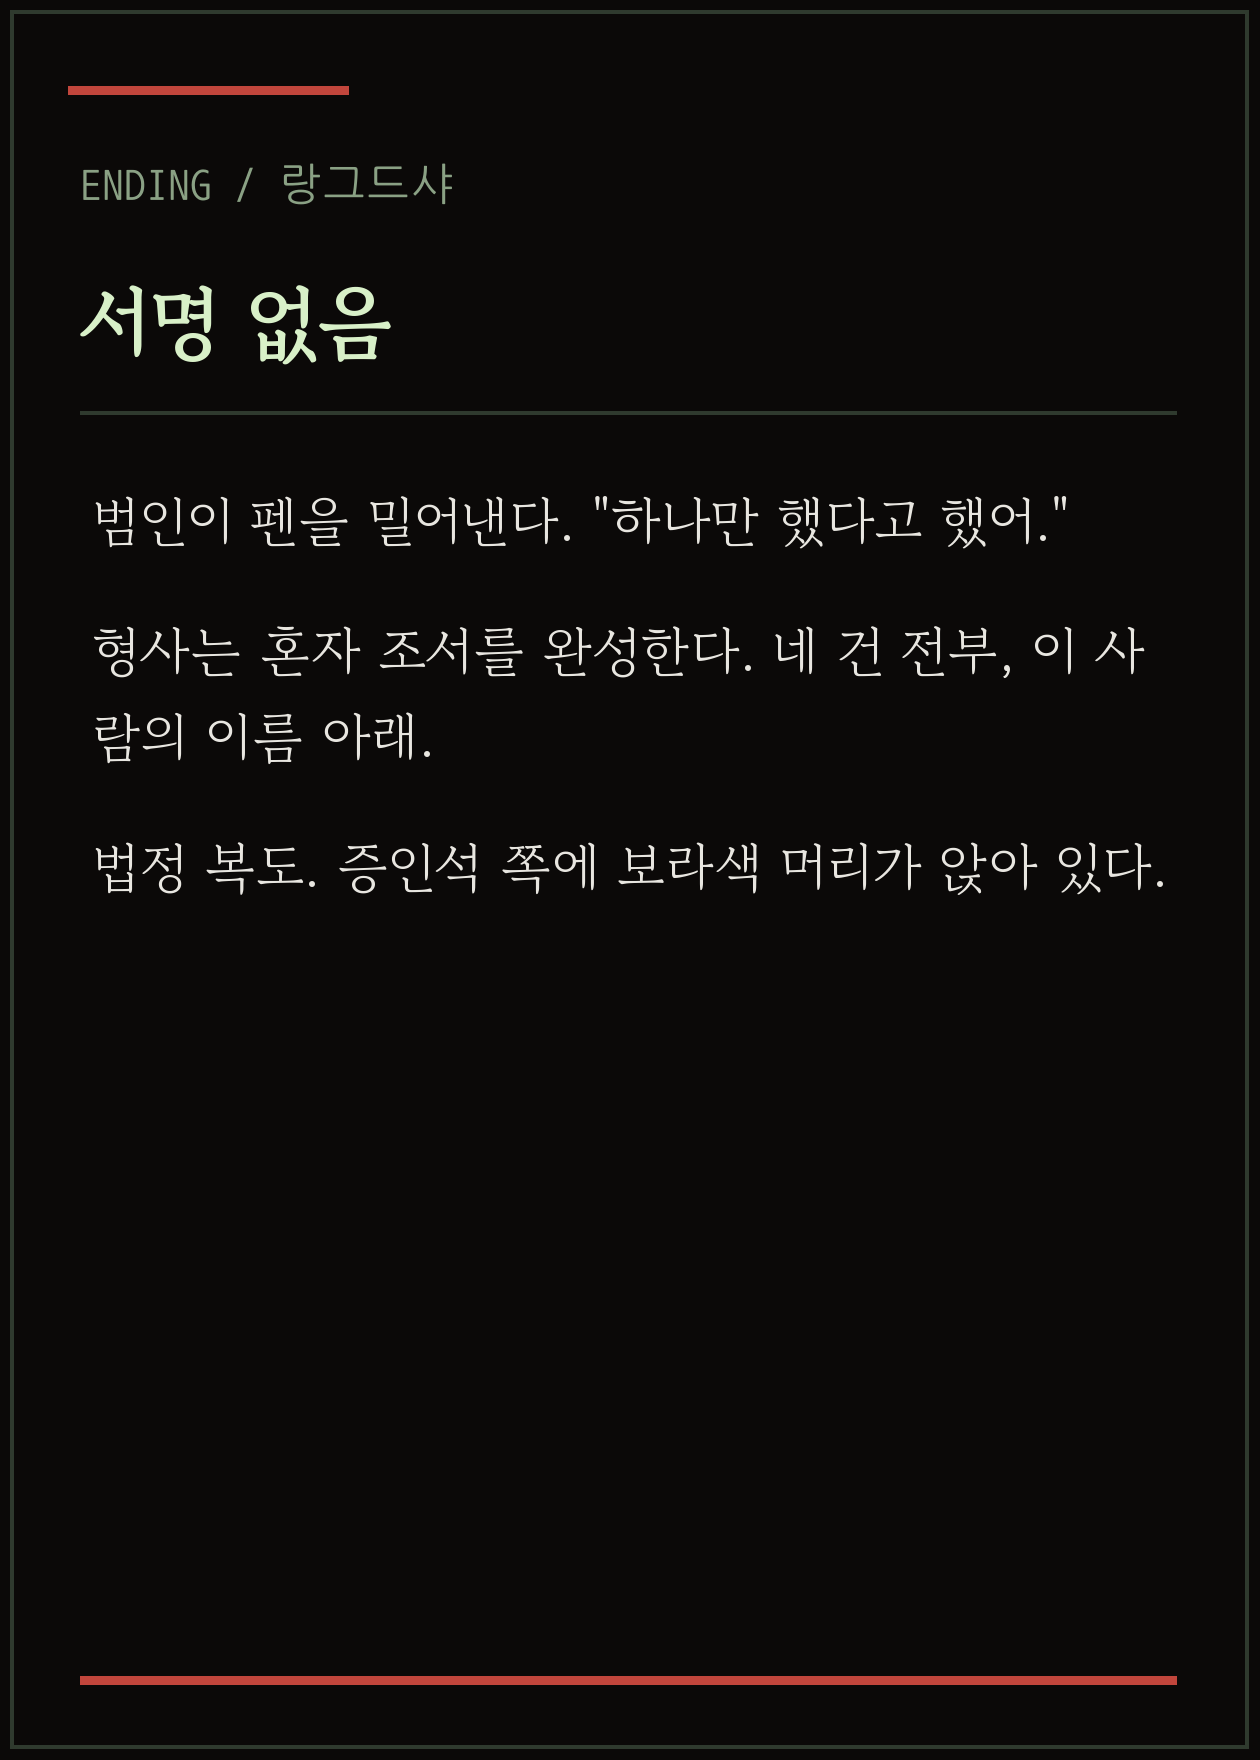 ENDING / 랑그드샤
서명 없음
범인이 펜을 밀어낸다. "하나만 했다고 했어."
형사는 혼자 조서를 완성한다. 네 건 전부, 이 사
람의 이름 아래.
법정 복도. 증인석 쪽에 보라색 머리가 앉아 있다.